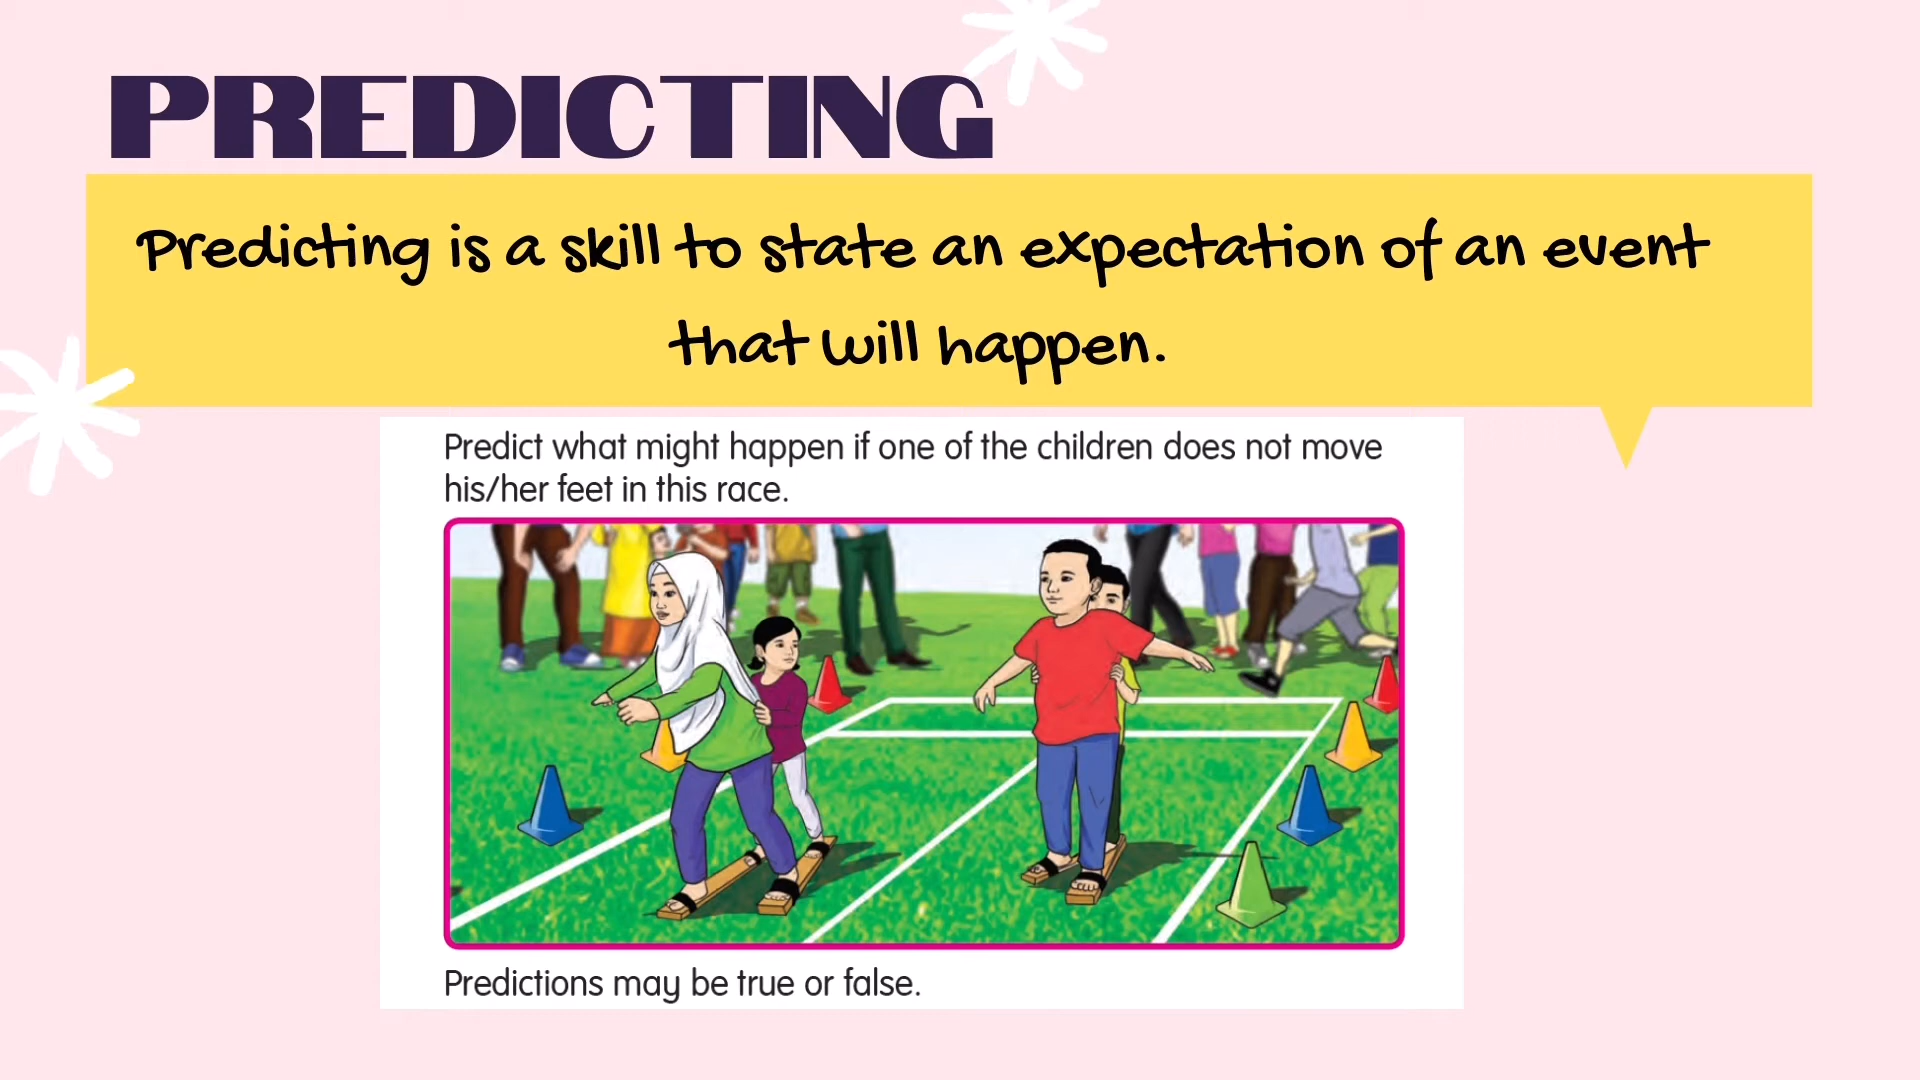 PREDICTING
Predicting is a skill to state an expectation of an event
that will happen.
Predict what might happen if one of the children does not move
his/her feet in this race.
Predictions may be true or false.